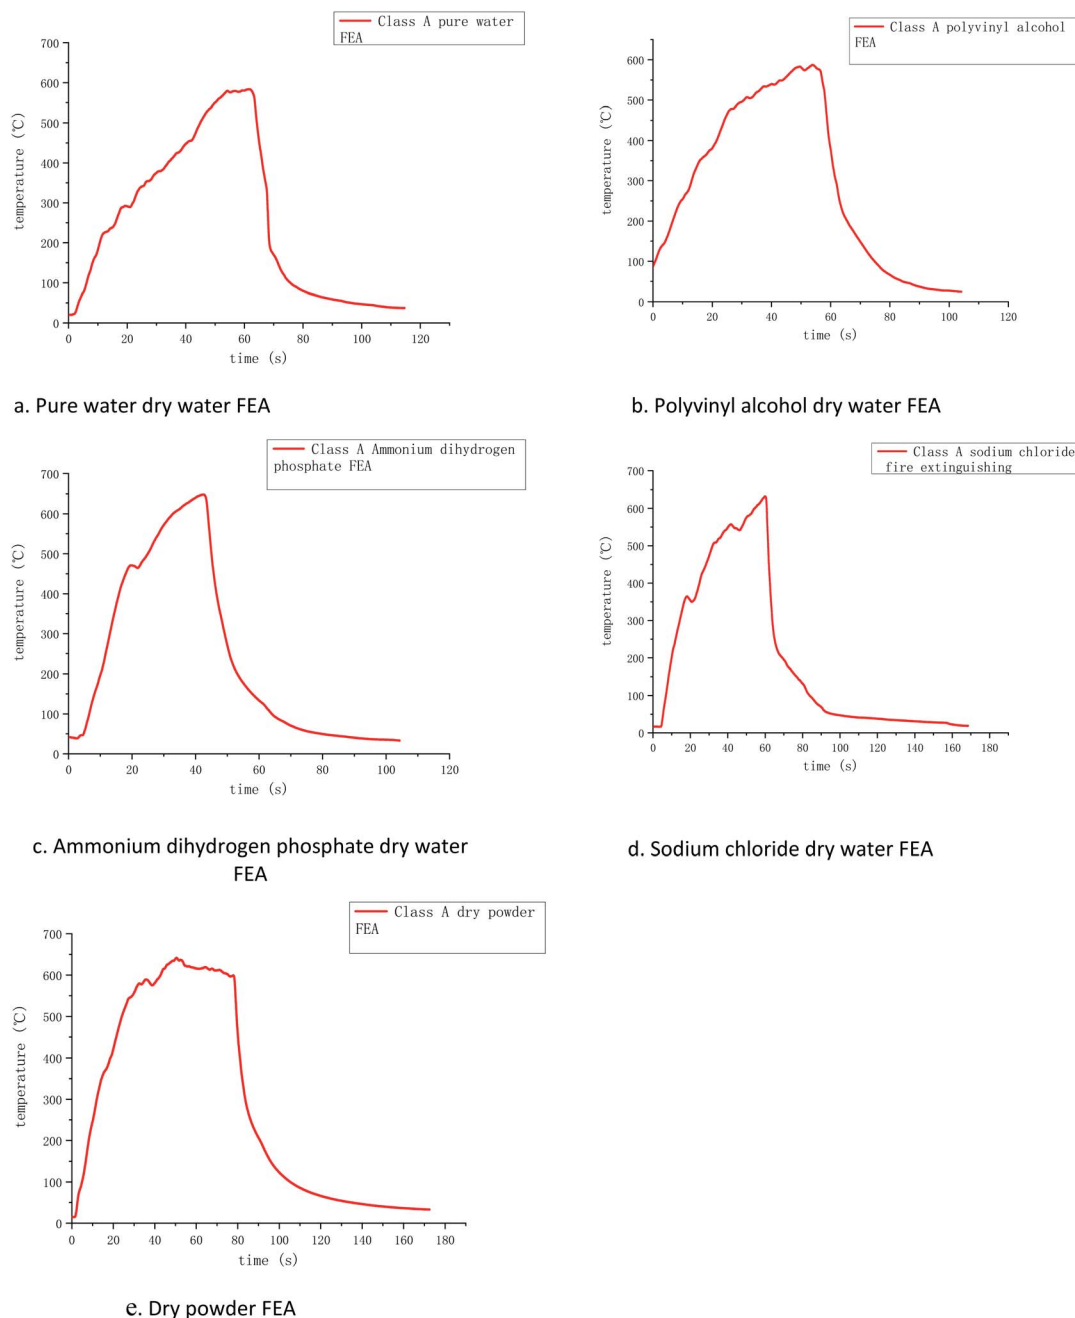 Class A pure water
FEA
700
600
500
400
300
200
100
0
temperature (℃)
0 20 40 60 80 100 120
time (s)
a. Pure water dry water FEA
Class A polyvinyl alcohol
FEA
600
500
400
300
200
100
0
temperature (℃)
0 20 40 60 80 100 120
time (s)
b. Polyvinyl alcohol dry water FEA
Class A Ammonium dihydrogen
phosphate FEA
700
600
500
400
300
200
100
0
temperature (℃)
0 20 40 60 80 100 120
time (s)
c. Ammonium dihydrogen phosphate dry water
FEA
Class A sodium chloride
fire extinguishing
700
600
500
400
300
200
100
0
temperature (℃)
0 20 40 60 80 100 120 140 160 180
time (s)
d. Sodium chloride dry water FEA
Class A dry powder
FEA
700
600
500
400
300
200
100
0
temperature (℃)
0 20 40 60 80 100 120 140 160 180
time (s)
e. Dry powder FEA